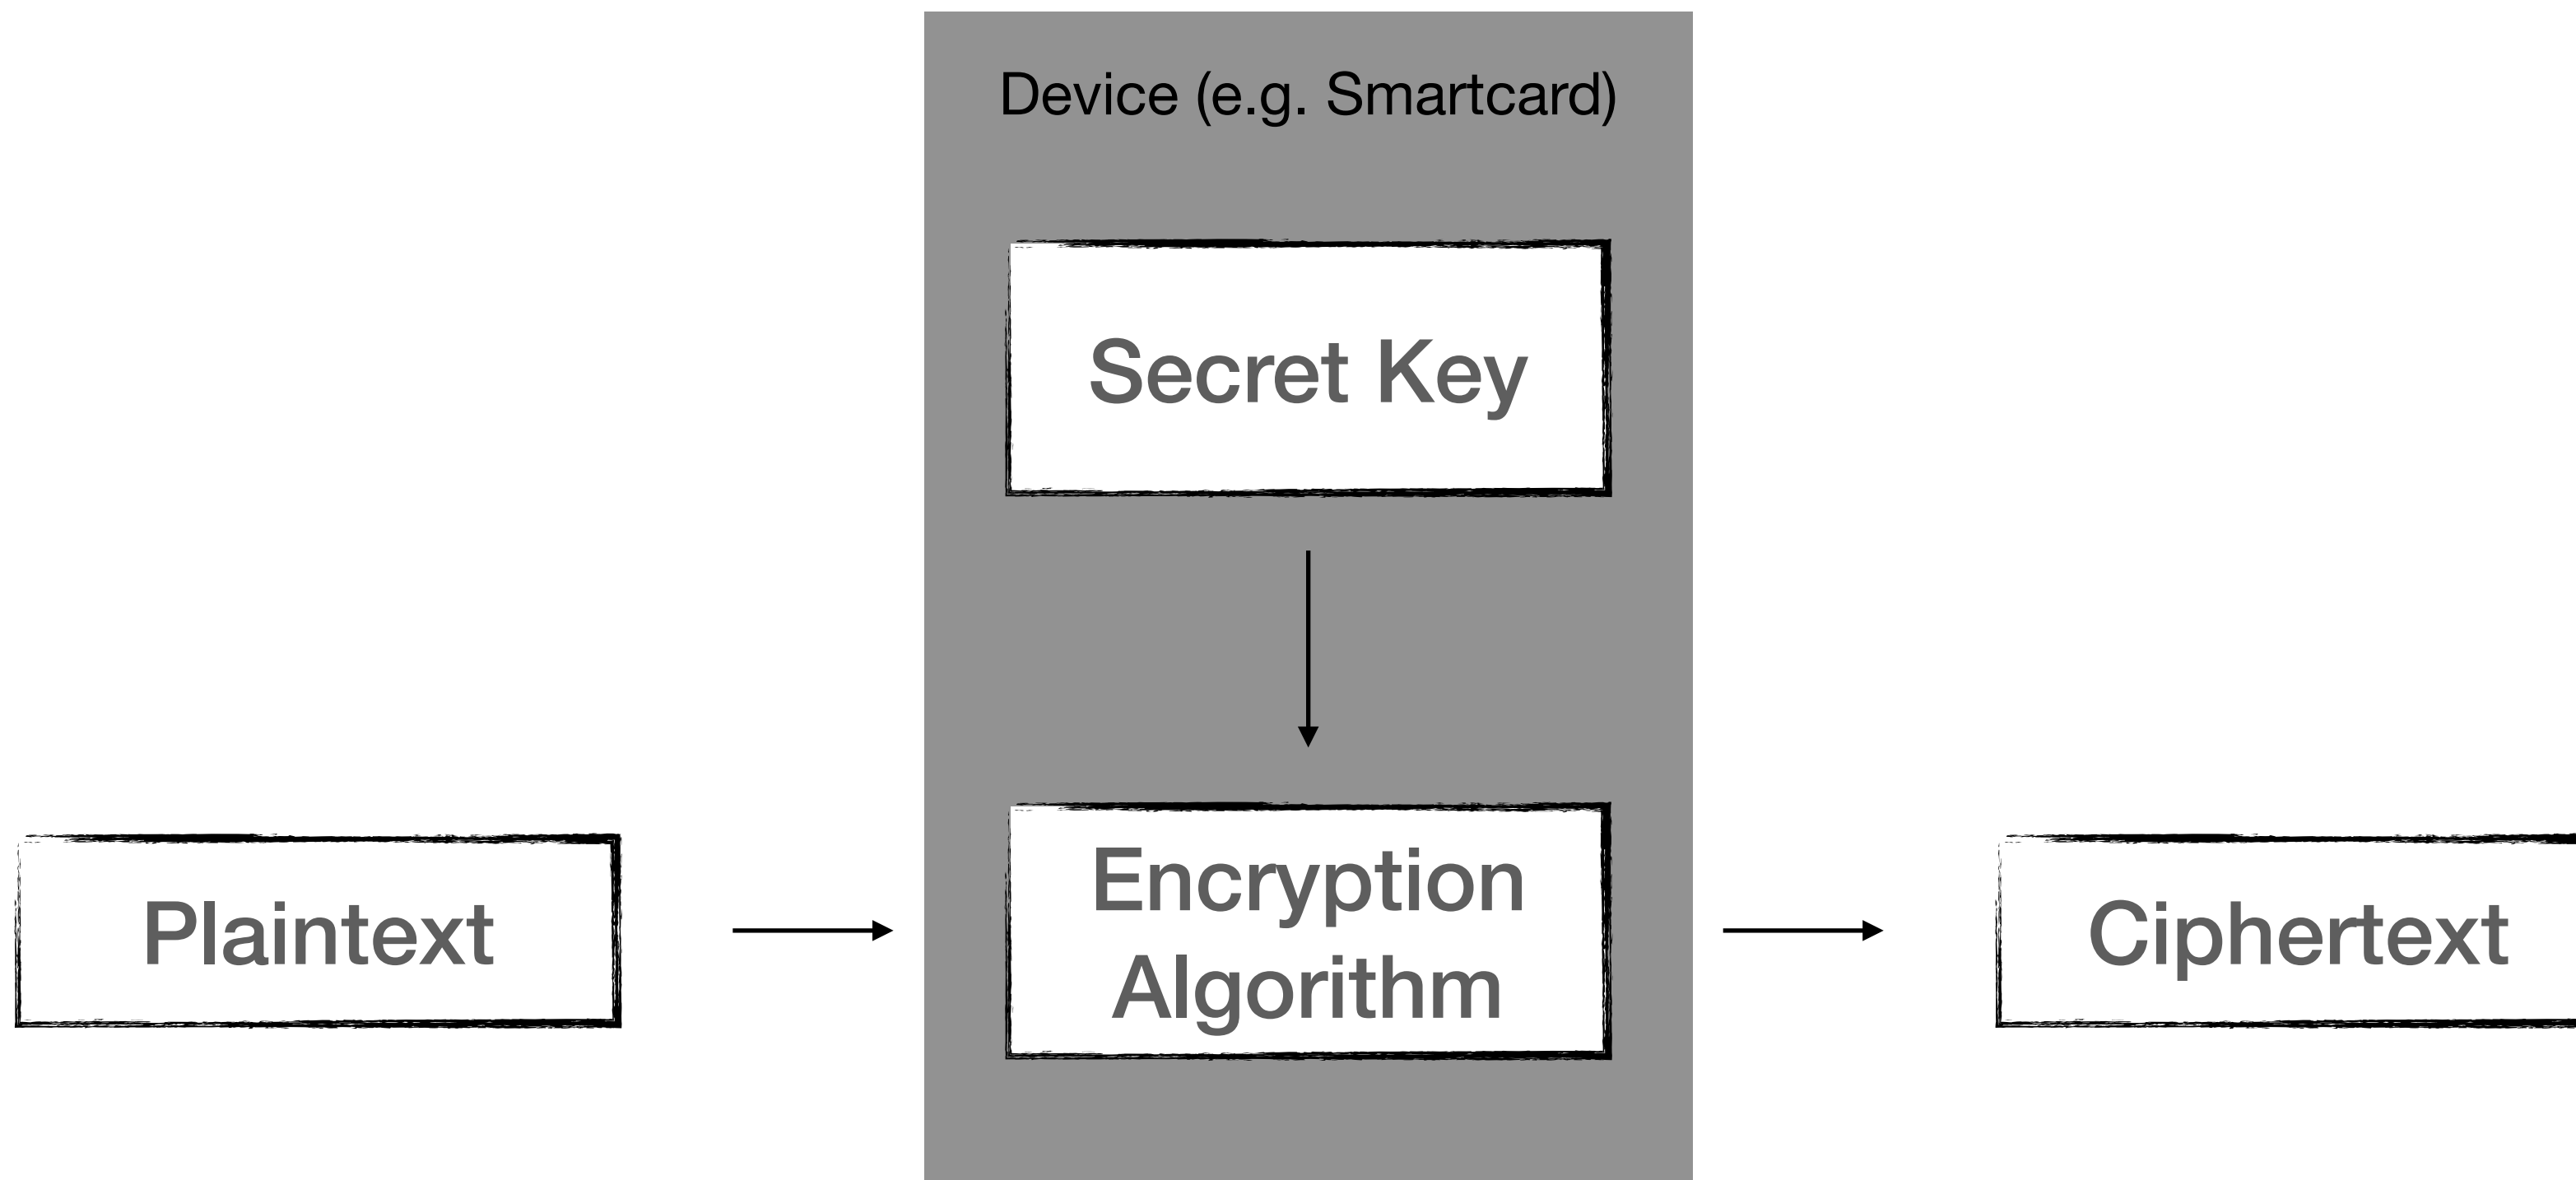 Device (e.g. Smartcard)
Secret Key
Plaintext
Encryption
Algorithm
Ciphertext